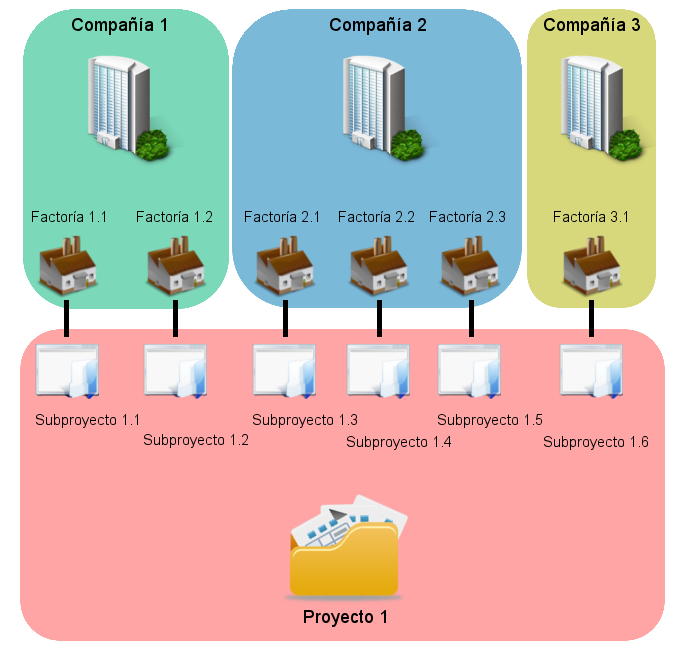 Compañía 1
Compañía 2
Compañía 3
Factoría 1.1
Factoría 1.2
Factoría 2.1
Factoría 2.2
Factoría 2.3
Factoría 3.1
Subproyecto 1.1
Subproyecto 1.2
Subproyecto 1.3
Subproyecto 1.4
Subproyecto 1.5
Subproyecto 1.6
Proyecto 1